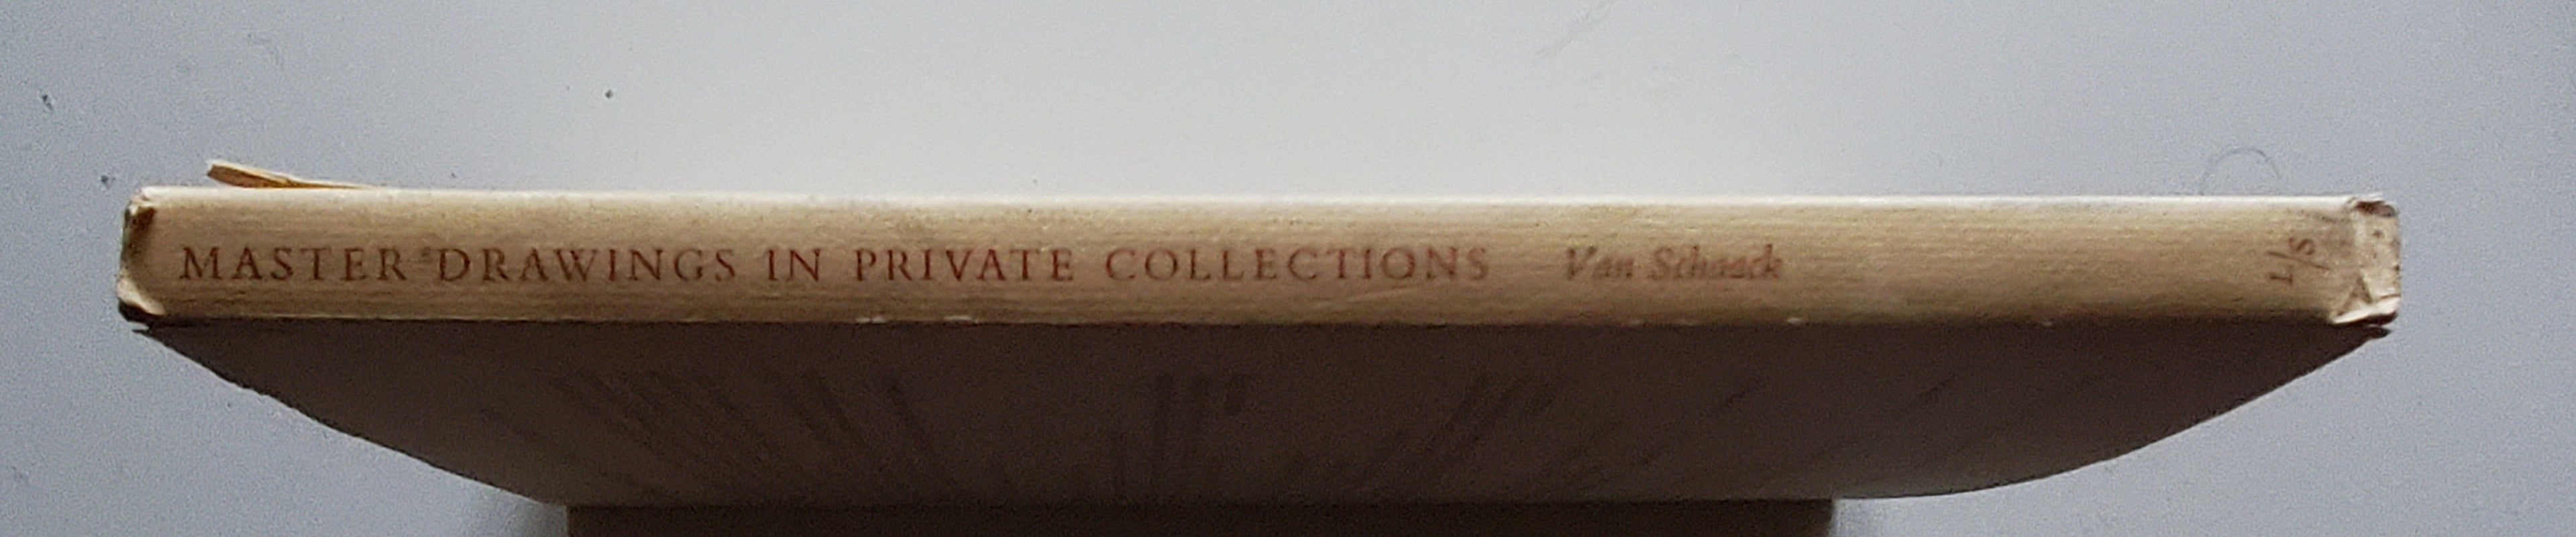 MASTER DRAWINGS IN PRIVATE COLLECTIONS Van Schaack
L/S